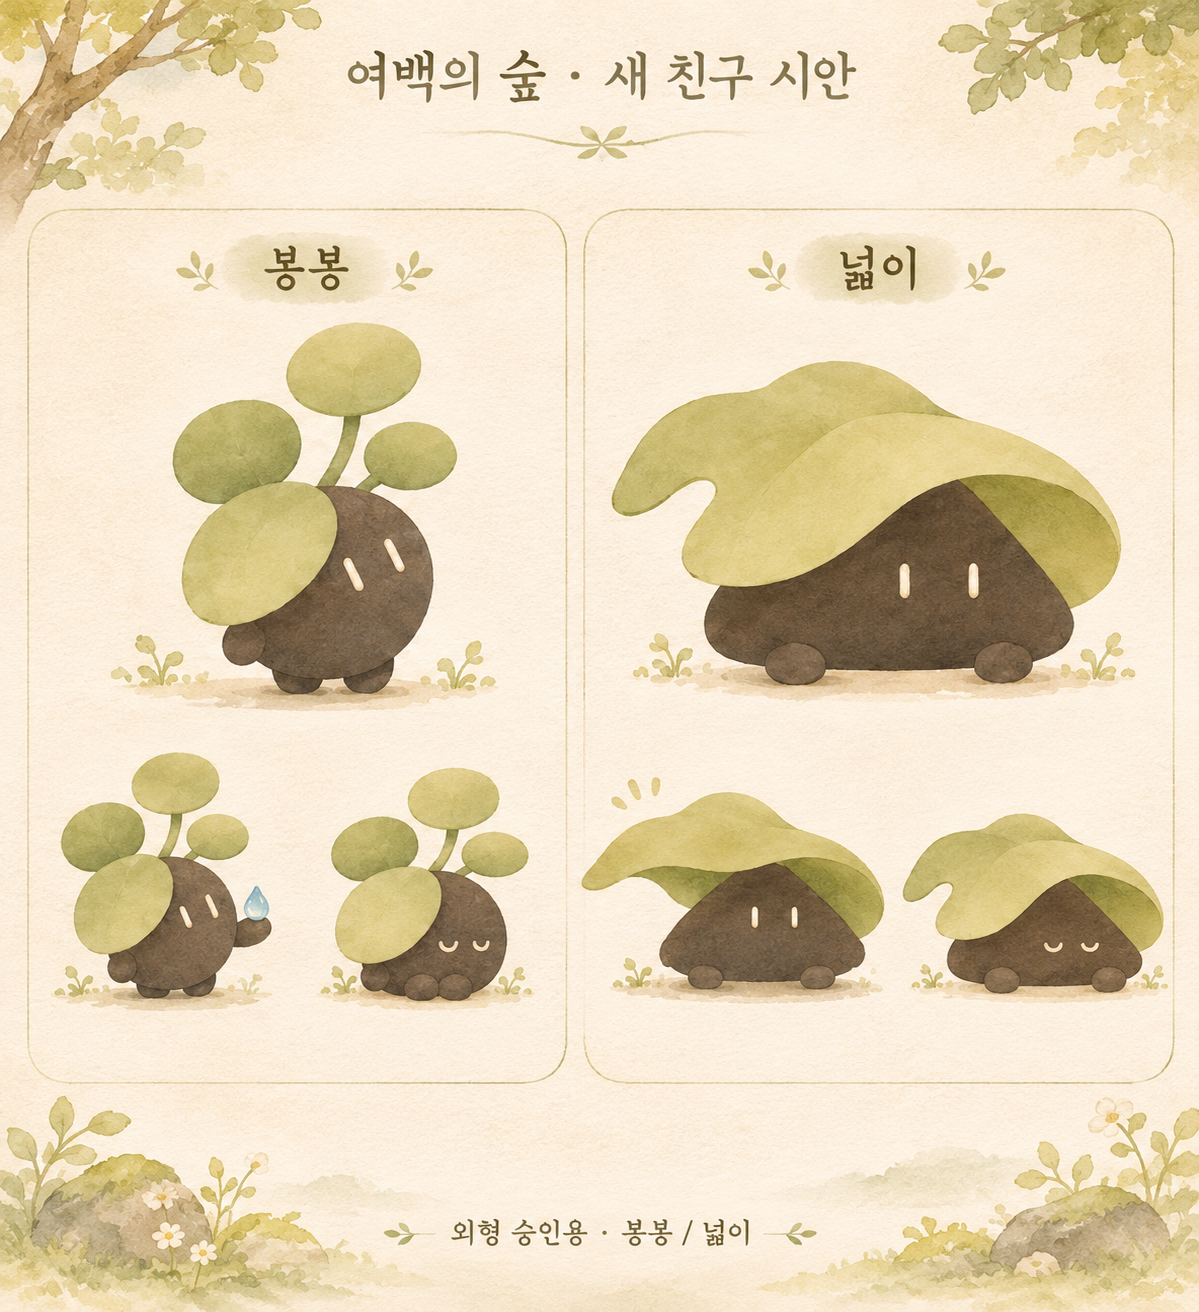 여백의 숲 · 새 친구 시안
봉봉
넓이
외형 숭인용 · 봉봉 / 넓이